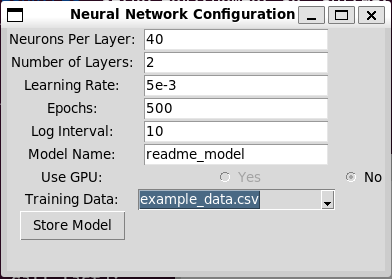 Neural Network Configuration
Neurons Per Layer: 40
Number of Layers: 2
Learning Rate: 5e-3
Epochs: 500
Log Interval: 10
Model Name: readme_model
Use GPU: Yes No
Training Data: example_data.csv
Store Model